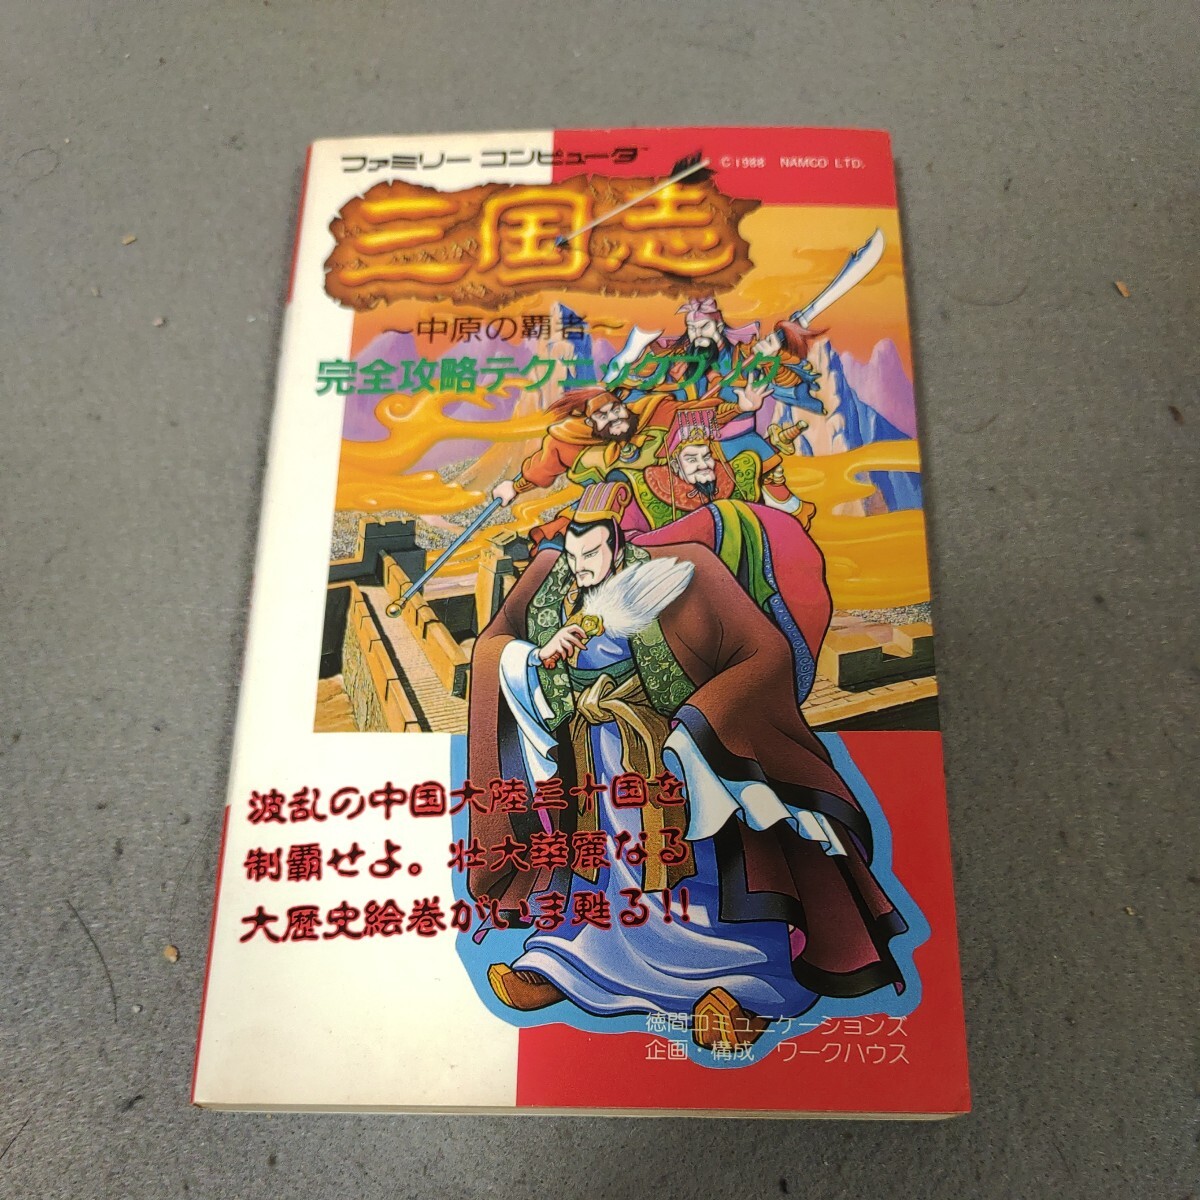 ファミリー コンピュータ™
©1988 NAMCO LTD.
三国志
〜中原の覇者〜
完全攻略テクニックブック
波乱の中国大陸三十国を
制覇せよ。壮大華麗なる
大歴史絵巻がいま甦る!!
徳間コミュニケーションズ
企画・構成 ワークハウス